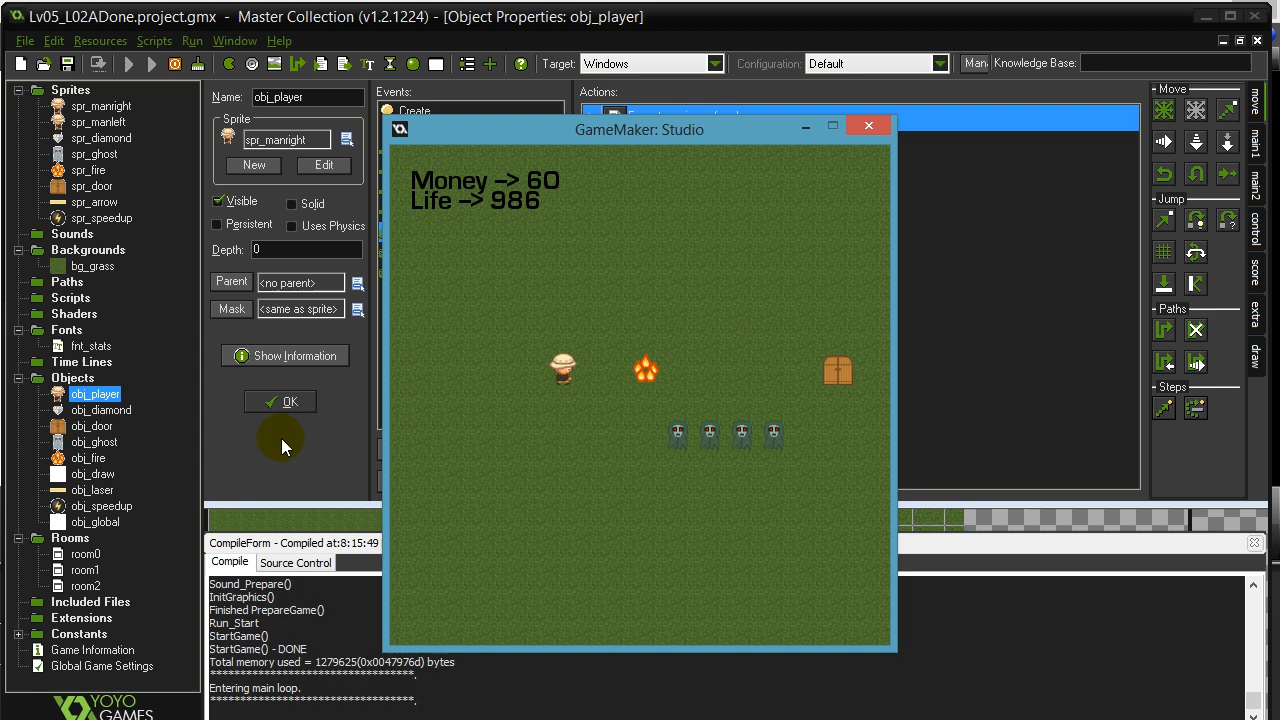 Lv05_L02ADone.project.gmx - Master Collection (v1.2.1224) - [Object Properties: obj_player]
File Edit Resources Scripts Run Window Help
Target: Windows Configuration: Default Man Knowledge Base:
Sprites
spr_manright
spr_manleft
spr_diamond
spr_ghost
spr_fire
spr_door
spr_arrow
spr_speedup
Sounds
Backgrounds
bg_grass
Paths
Scripts
Shaders
Fonts
fnt_stats
Time Lines
Objects
obj_player
obj_diamond
obj_door
obj_ghost
obj_fire
obj_draw
obj_laser
obj_speedup
obj_global
Rooms
room0
room1
room2
Included Files
Extensions
Constants
Game Information
Global Game Settings
YOYO
GAMES
Name: obj_player
Sprite
spr_manright
New Edit
Visible Solid
Persistent Uses Physics
Depth: 0
Parent <no parent>
Mask <same as sprite>
Show Information
OK
Events:
Create
Actions:
GameMaker: Studio
Money -> 60
Life -> 986
Move
Jump
Paths
Steps
move
main1
main2
control
score
extra
draw
CompileForm - Compiled at:8:15:49
Compile Source Control
Sound_Prepare()
InitGraphics()
Finished PrepareGame()
Run_Start
StartGame()
StartGame() - DONE
Total memory used = 1279625(0x0047976d) bytes
**********************************.
Entering main loop.
**********************************.